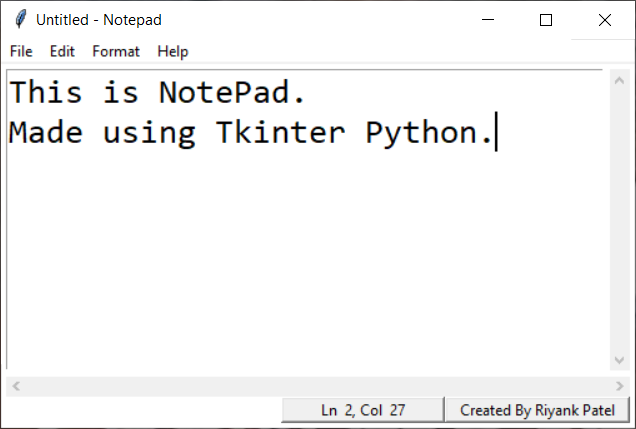 Untitled - Notepad
File Edit Format Help
This is NotePad.
Made using Tkinter Python.
Ln 2, Col 27 Created By Riyank Patel